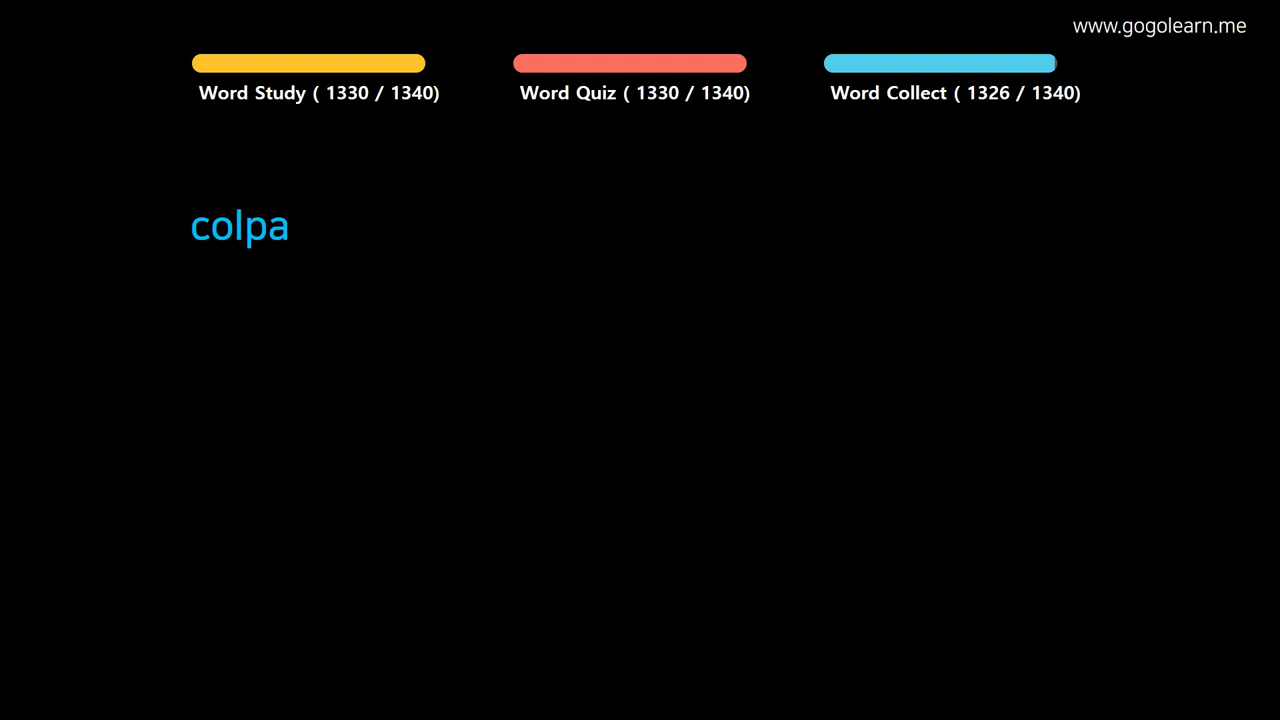 www.gogolearn.me
Word Study ( 1330 / 1340)
Word Quiz ( 1330 / 1340)
Word Collect ( 1326 / 1340)
colpa